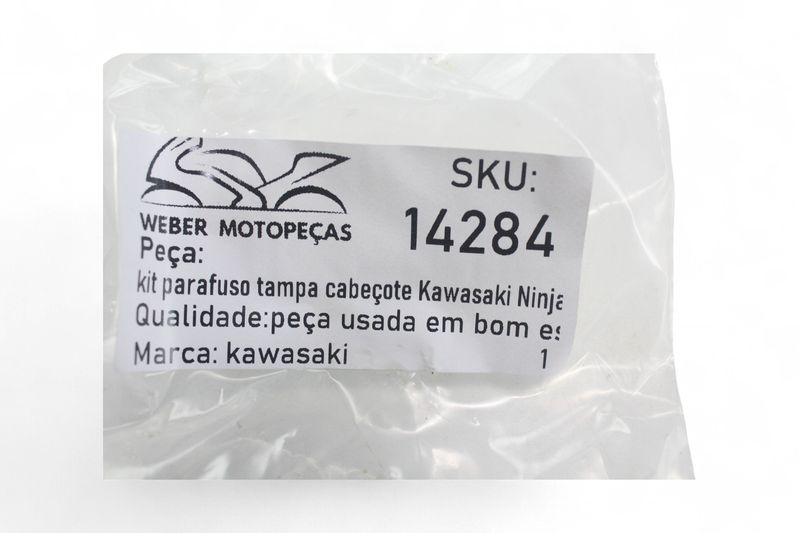 WEBER MOTOPEÇAS
SKU:
14284
Peça:
kit parafuso tampa cabeçote Kawasaki Ninja
Qualidade:peça usada em bom es
Marca: kawasaki
1